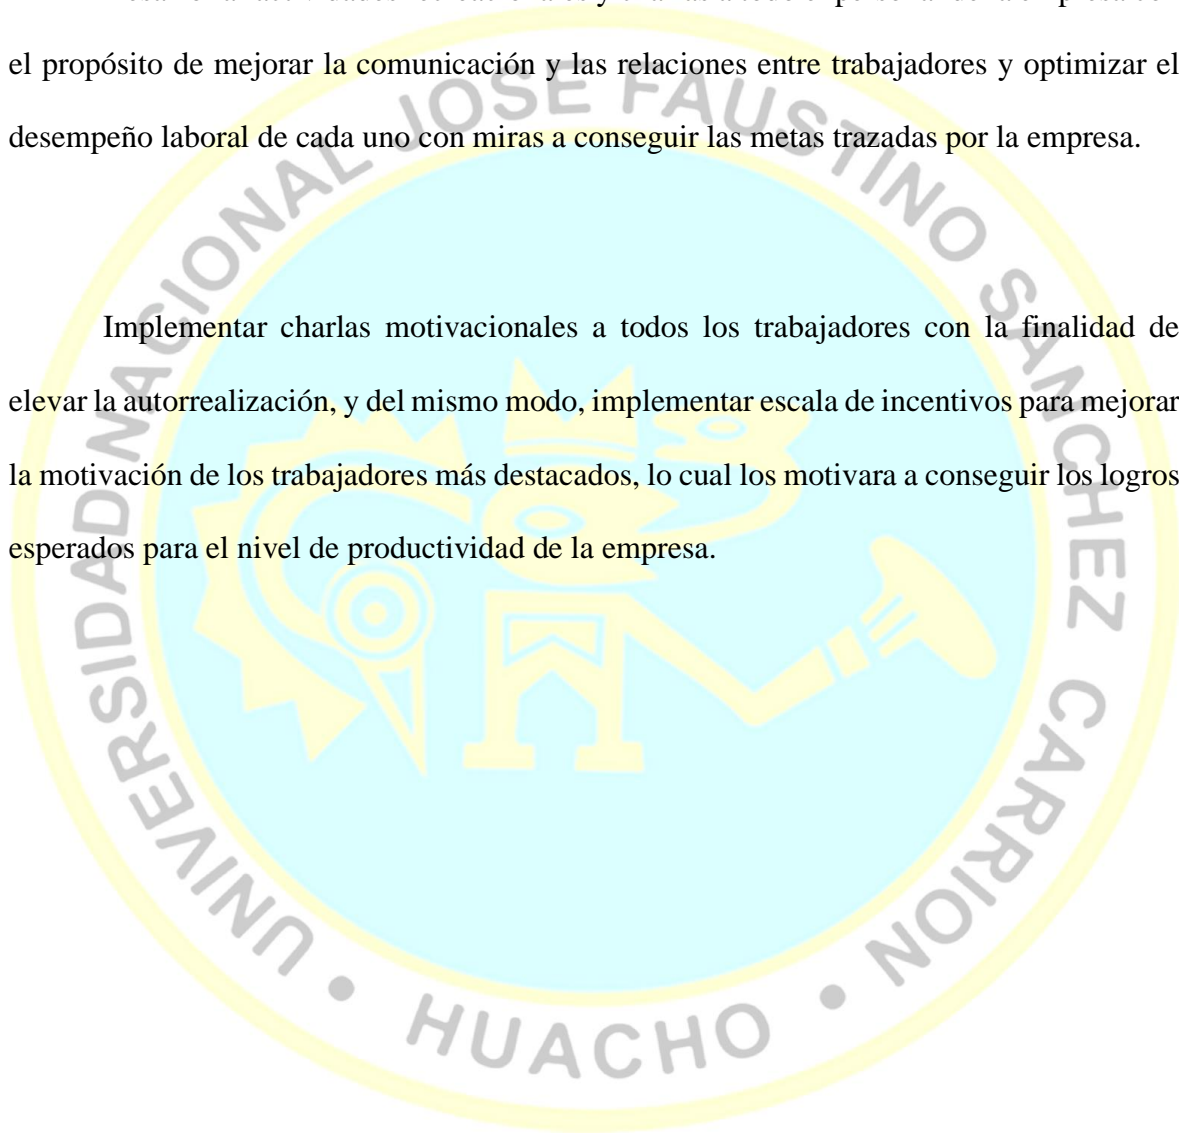 el propósito de mejorar la comunicación y las relaciones entre trabajadores y optimizar el
desempeño laboral de cada uno con miras a conseguir las metas trazadas por la empresa.
Implementar charlas motivacionales a todos los trabajadores con la finalidad de
elevar la autorrealización, y del mismo modo, implementar escala de incentivos para mejorar
la motivación de los trabajadores más destacados, lo cual los motivara a conseguir los logros
esperados para el nivel de productividad de la empresa.
UNIVERSIDAD NACIONAL JOSE FAUSTINO SANCHEZ CARRION • HUACHO •